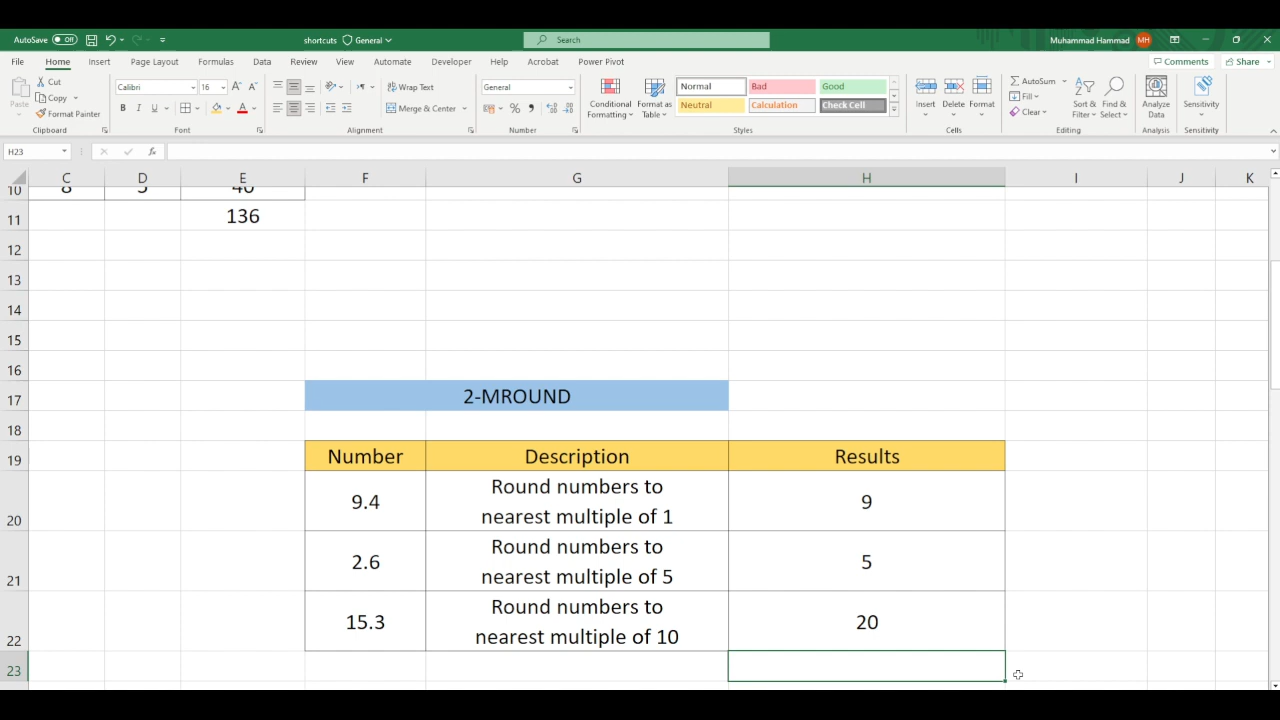 AutoSave Off shortcuts General Search Muhammad Hammad MH
File Home Insert Page Layout Formulas Data Review View Automate Developer Help Acrobat Power Pivot Comments Share
Paste Cut Copy Format Painter Clipboard
Calibri 16 A A B I U A Font
Wrap Text Merge & Center Alignment
General % Number
Conditional Formatting Format as Table
Normal Bad Good
Neutral Calculation Check Cell
Styles
Insert Delete Format Cells
AutoSum Fill Clear Sort & Filter Find & Select Editing
Analyze Data Analysis
Sensitivity Sensitivity
H23 fx
C D E F G H I J K
10 8 5 40
11 136
12
13
14
15
16
17 2-MROUND
18
19 Number Description Results
Round numbers to
20 9.4 nearest multiple of 1 9
Round numbers to
21 2.6 nearest multiple of 5 5
Round numbers to
22 15.3 nearest multiple of 10 20
23